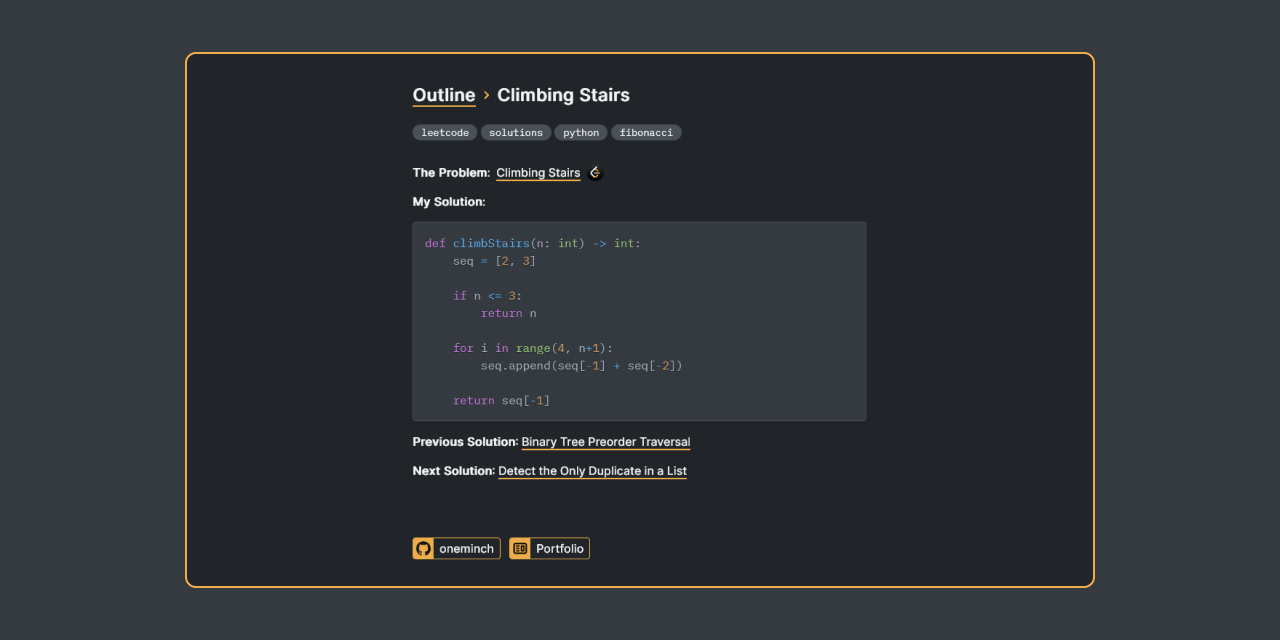 Outline › Climbing Stairs
leetcode solutions python fibonacci
The Problem: Climbing Stairs
My Solution:
def climbStairs(n: int) -> int:
    seq = [2, 3]
    if n <= 3:
        return n
    for i in range(4, n+1):
        seq.append(seq[-1] + seq[-2])
    return seq[-1]
Previous Solution: Binary Tree Preorder Traversal
Next Solution: Detect the Only Duplicate in a List
oneminch Portfolio